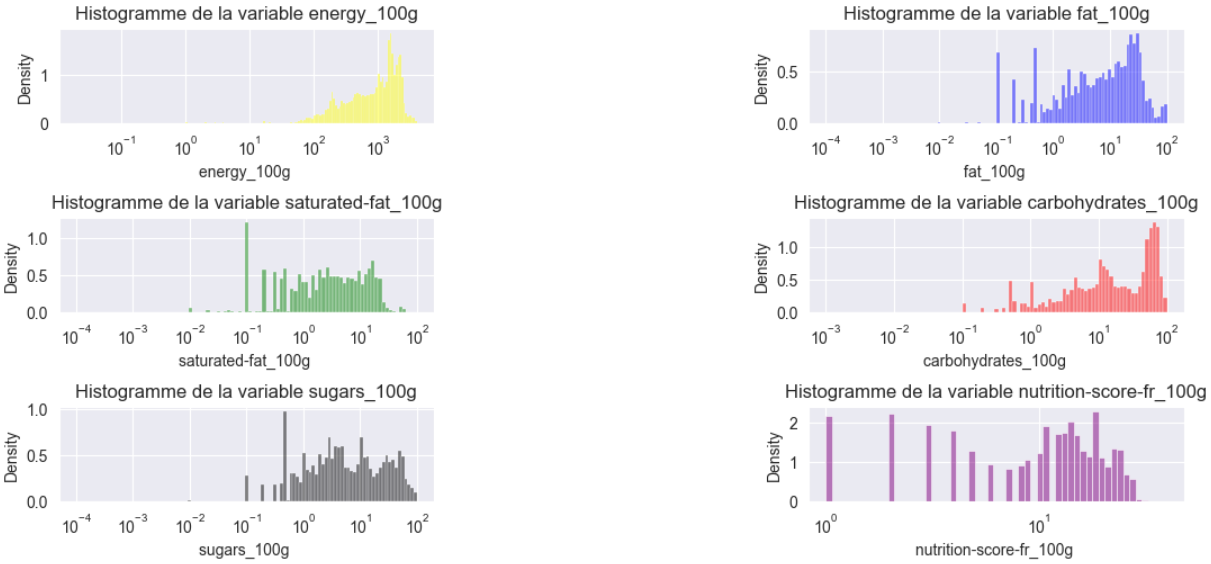 Histogramme de la variable energy_100g
Density
1
0
10⁻¹ 10⁰ 10¹ 10² 10³
energy_100g
Histogramme de la variable fat_100g
Density
0.5
0.0
10⁻⁴ 10⁻³ 10⁻² 10⁻¹ 10⁰ 10¹ 10²
fat_100g
Histogramme de la variable saturated-fat_100g
Density
1.0
0.5
0.0
10⁻⁴ 10⁻³ 10⁻² 10⁻¹ 10⁰ 10¹ 10²
saturated-fat_100g
Histogramme de la variable carbohydrates_100g
Density
1.0
0.5
0.0
10⁻³ 10⁻² 10⁻¹ 10⁰ 10¹ 10²
carbohydrates_100g
Histogramme de la variable sugars_100g
Density
1.0
0.5
0.0
10⁻⁴ 10⁻³ 10⁻² 10⁻¹ 10⁰ 10¹ 10²
sugars_100g
Histogramme de la variable nutrition-score-fr_100g
Density
2
1
0
10⁰ 10¹
nutrition-score-fr_100g